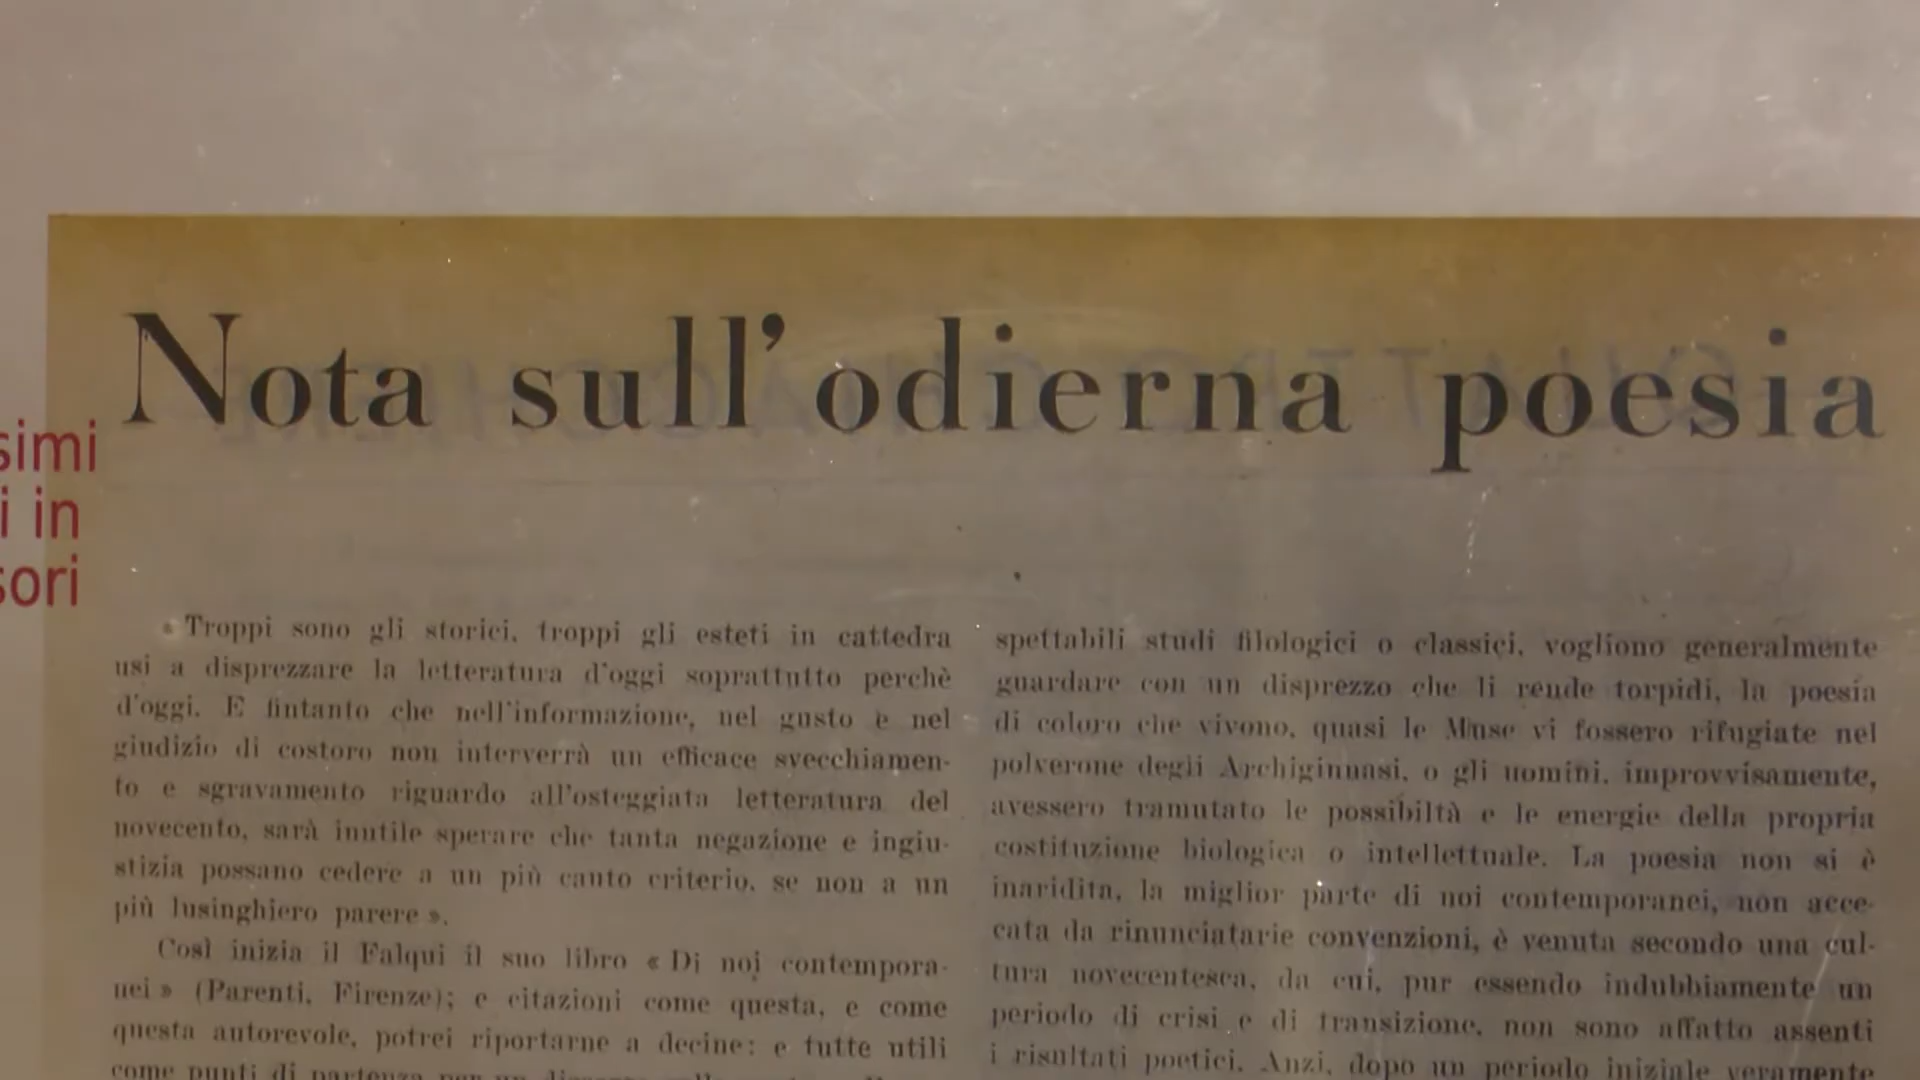 Nota sull'odierna poesia
simi
i in
sori
« Troppi sono gli storici, troppi gli esteti in cattedra
usi a disprezzare la letteratura d'oggi soprattutto perchè
d'oggi. E fintanto che nell'informazione, nel gusto e nel
giudizio di costoro non interverrà un efficace svecchiamen-
to e sgravamento riguardo all'osteggiata letteratura del
novecento, sarà inutile sperare che tanta negazione e ingiu-
stizia possano cedere a un più cauto criterio, se non a un
più lusinghiero parere ».
Così inizia il Falqui il suo libro « Di noi contempora-
nei » (Parenti, Firenze); e citazioni come questa, e come
questa autorevole, potrei riportarne a decine: e tutte utili
come punti di partenza per un
spettabili studi filologici o classici, vogliono generalmente
guardare con un disprezzo che li rende torpidi, la poesia
di coloro che vivono, quasi le Muse vi fossero rifugiate nel
polverone degli Archiginnasi, o gli uomini, improvvisamente,
avessero tramutato le possibiltà e le energie della propria
costituzione biologica o intellettuale. La poesia non si è
inaridita, la miglior parte di noi contemporanei, non acce-
cata da rinunciatarie convenzioni, è venuta secondo una cul-
tura novecentesca, da cui, pur essendo indubbiamente un
periodo di crisi e di transizione, non sono affatto assenti
i risultati poetici. Anzi, dopo un periodo iniziale veramente